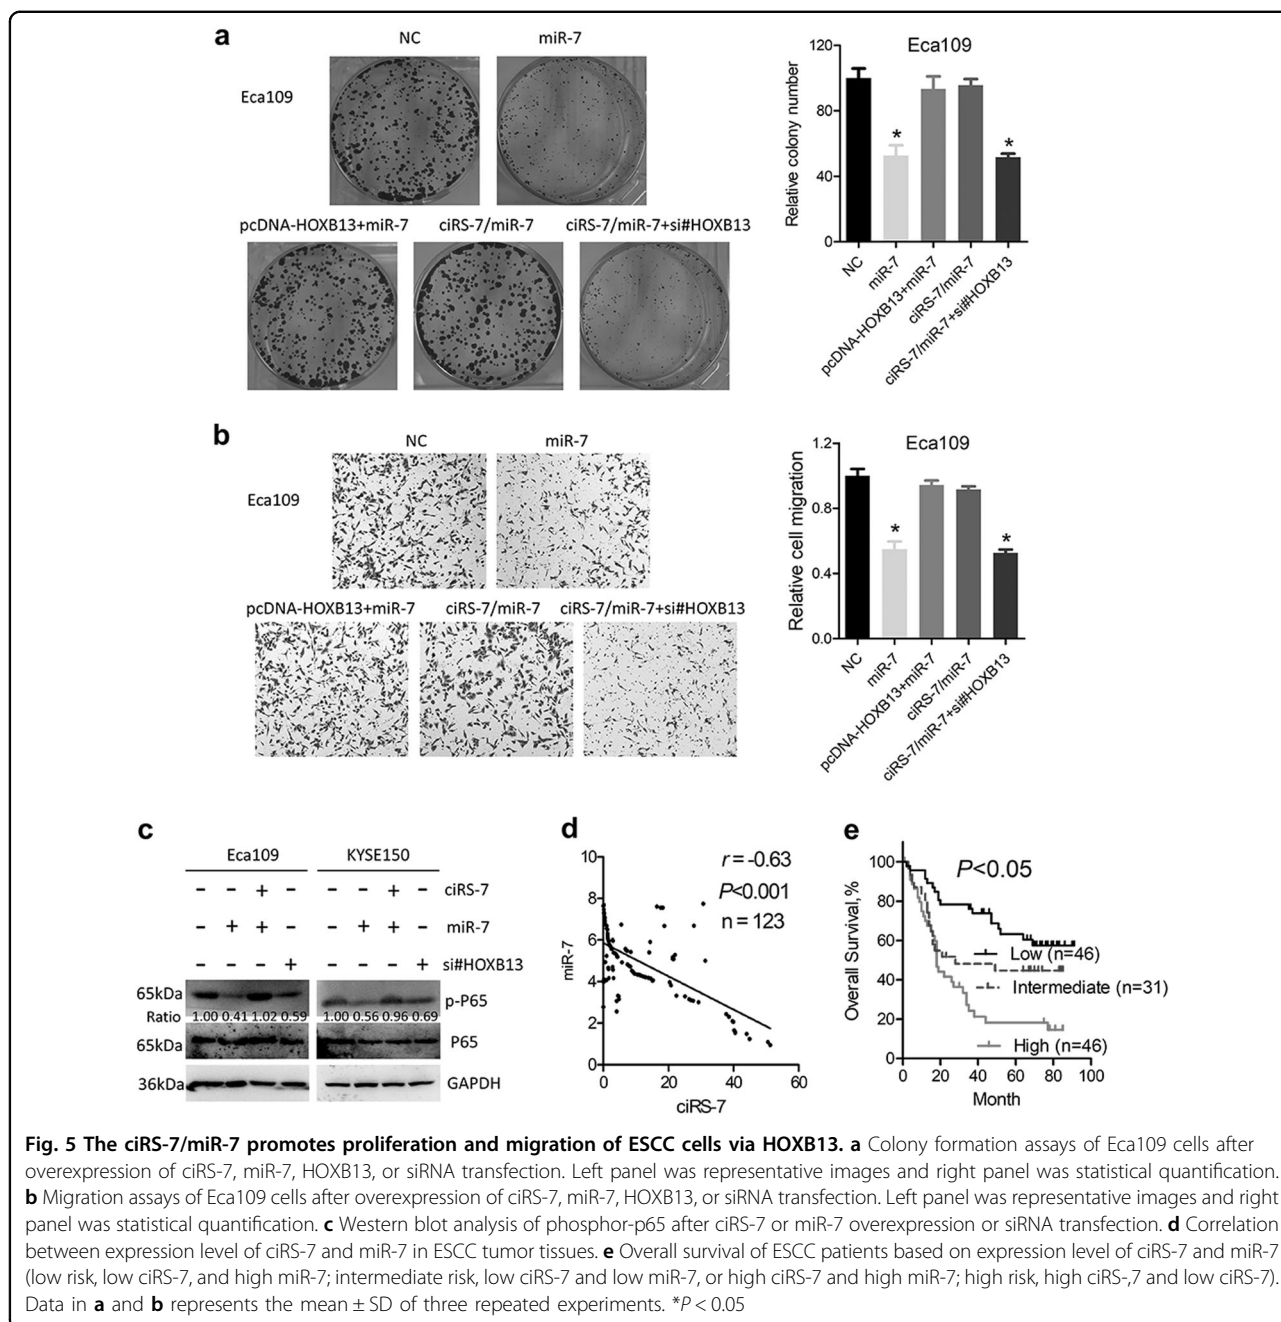 a
NC
miR-7
Eca109
pcDNA-HOXB13+miR-7
ciRS-7/miR-7
ciRS-7/miR-7+si#HOXB13
Eca109
Relative colony number
120
80
40
0
NC
miR-7
pcDNA-HOXB13+miR-7
ciRS-7/miR-7
ciRS-7/miR-7+si#HOXB13
*
*
b
NC
miR-7
Eca109
pcDNA-HOXB13+miR-7
ciRS-7/miR-7
ciRS-7/miR-7+si#HOXB13
Eca109
Relative cell migration
1.2
0.8
0.4
0.0
NC
miR-7
pcDNA-HOXB13+miR-7
ciRS-7/miR-7
ciRS-7/miR-7+si#HOXB13
*
*
c
Eca109 KYSE150
- - + - - - + - ciRS-7
- + + - - + + - miR-7
- - - + - - - + si#HOXB13
65kDa p-P65
Ratio 1.00 0.41 1.02 0.59 1.00 0.56 0.96 0.69
65kDa P65
36kDa GAPDH
d
r = -0.63
P<0.001
n = 123
miR-7
10
8
6
4
2
0
0 20 40 60
ciRS-7
e
P<0.05
Overall Survival,%
100
80
60
40
20
0
Low (n=46)
Intermediate (n=31)
High (n=46)
0 20 40 60 80 100
Month
Fig. 5 The ciRS-7/miR-7 promotes proliferation and migration of ESCC cells via HOXB13. a Colony formation assays of Eca109 cells after
overexpression of ciRS-7, miR-7, HOXB13, or siRNA transfection. Left panel was representative images and right panel was statistical quantification.
b Migration assays of Eca109 cells after overexpression of ciRS-7, miR-7, HOXB13, or siRNA transfection. Left panel was representative images and right
panel was statistical quantification. c Western blot analysis of phosphor-p65 after ciRS-7 or miR-7 overexpression or siRNA transfection. d Correlation
between expression level of ciRS-7 and miR-7 in ESCC tumor tissues. e Overall survival of ESCC patients based on expression level of ciRS-7 and miR-7
(low risk, low ciRS-7, and high miR-7; intermediate risk, low ciRS-7 and low miR-7, or high ciRS-7 and high miR-7; high risk, high ciRS-,7 and low ciRS-7).
Data in a and b represents the mean ± SD of three repeated experiments. *P < 0.05